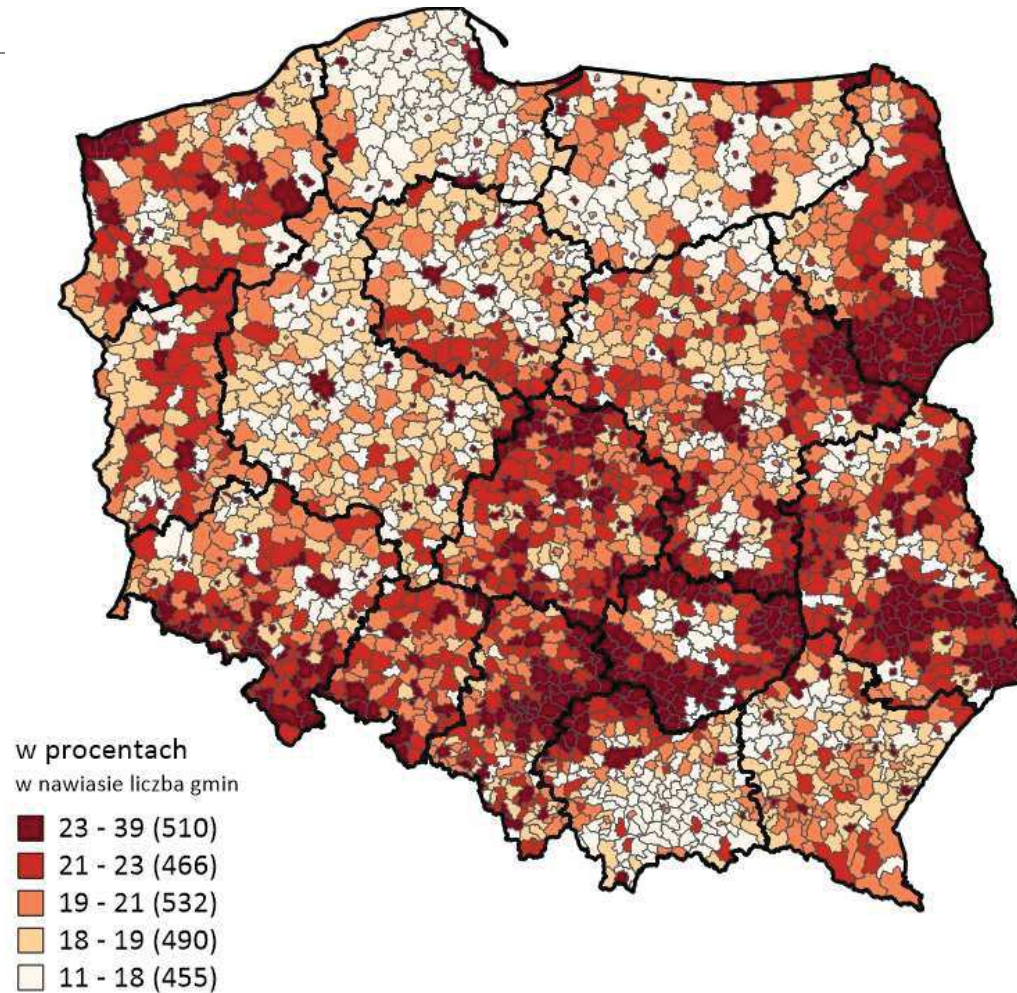 w procentach
w nawiasie liczba gmin
23 - 39 (510)
21 - 23 (466)
19 - 21 (532)
18 - 19 (490)
11 - 18 (455)